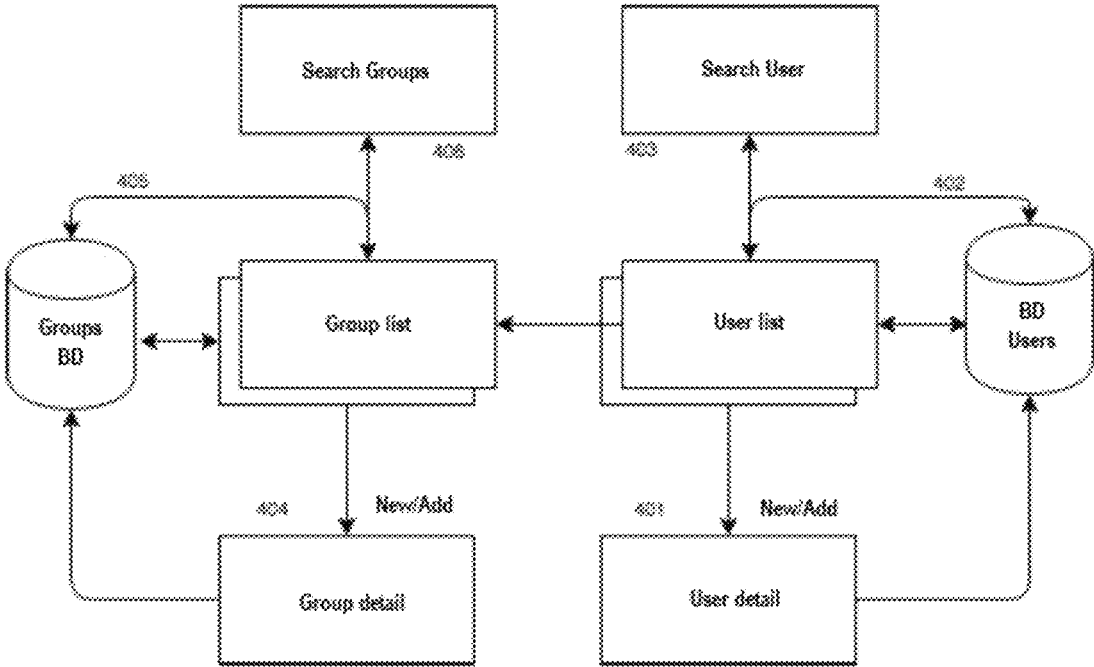 Search Groups
Search User
406
403
405
402
Groups
BD
Group list
User list
BD
Users
404
New/Add
401
New/Add
Group detail
User detail